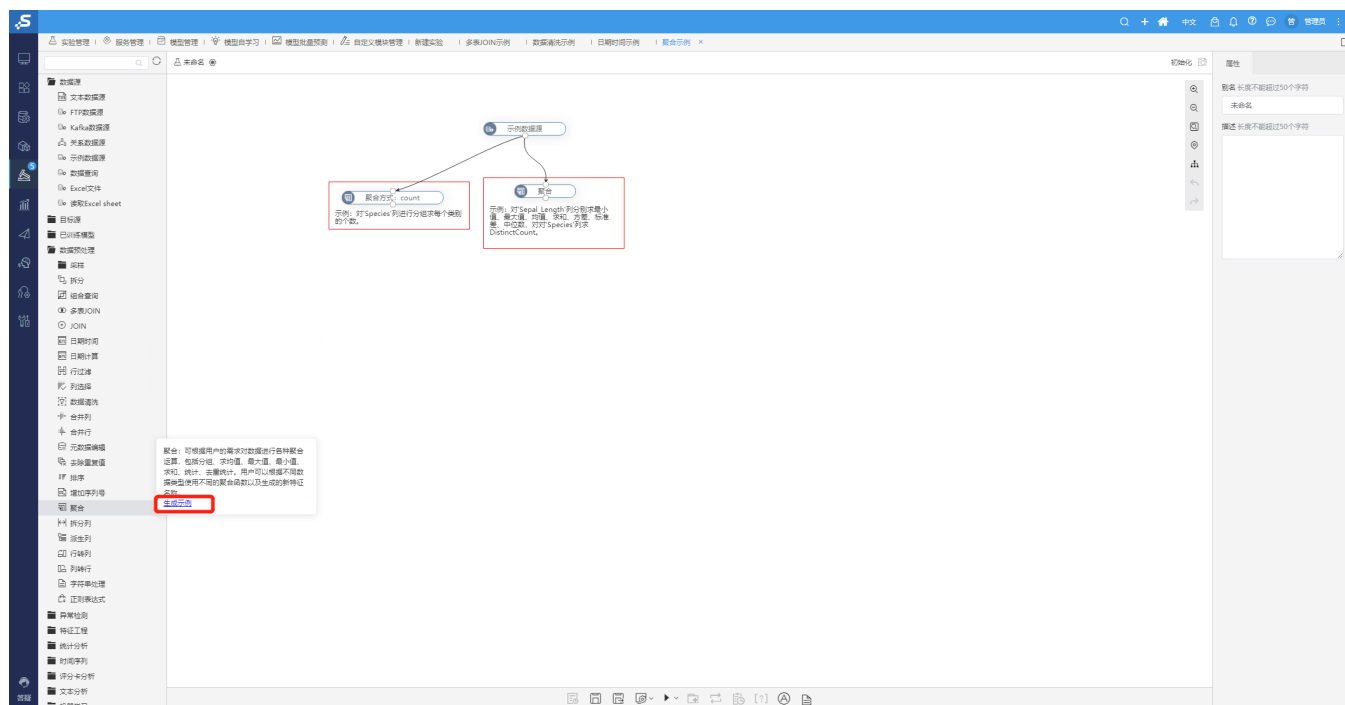 中文
管
管理员
实验管理
服务管理
模型管理
模型自学习
模型批量预测
自定义模块管理
新建实验
多表JOIN示例
数据清洗示例
日期时间示例
聚合示例 ×
未命名
初始化
属性
数据源
文本数据源
FTP数据源
Kafka数据源
关系数据源
示例数据源
数据查询
Excel文件
读取Excel sheet
目标源
已训练模型
数据预处理
采样
拆分
组合查询
多表JOIN
JOIN
日期时间
日期计算
行过滤
列选择
数据清洗
合并列
合并行
元数据编辑
去除重复值
排序
增加序列号
聚合
拆分列
派生列
行转列
列转行
字符串处理
正则表达式
异常检测
特征工程
统计分析
时间序列
评分卡分析
文本分析
5
答疑
示例数据源
聚合方式: count
示例：对'Species'列进行分组求每个类别
的个数。
聚合
示例：对'Sepal_Length'列分别求最小
值、最大值、均值、求和、方差、标准
差、中位数，对对'Species'列求
DistinctCount。
聚合：可根据用户的需求对数据进行各种聚合
运算，包括分组、求均值、最大值、最小值、
求和、统计、去重统计。用户可以根据不同数
据类型使用不同的聚合函数以及生成的新特征
名称。
生成示例
别名 长度不能超过50个字符
未命名
描述 长度不能超过50个字符